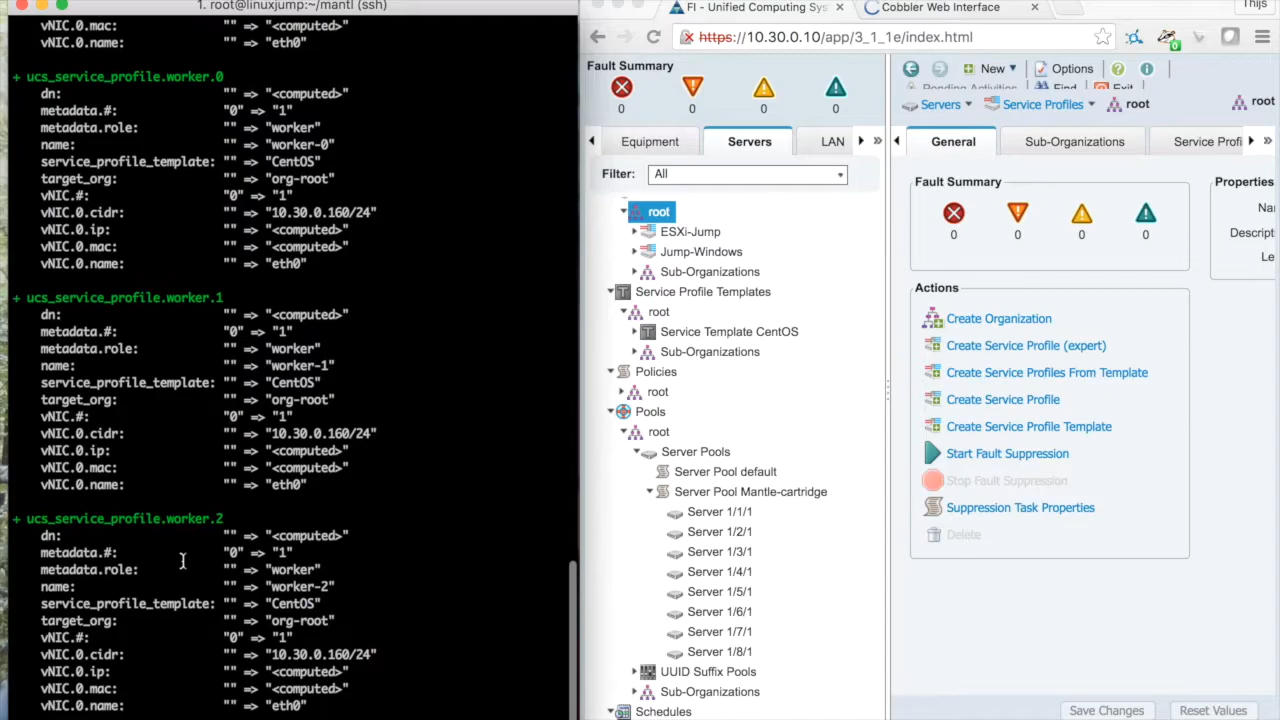 1. root@linuxjump:~/mantl (ssh)
vNIC.0.mac: "" => "<computed>"
vNIC.0.name: "" => "eth0"
+ ucs_service_profile.worker.0
dn: "" => "<computed>"
metadata.#: "0" => "1"
metadata.role: "" => "worker"
name: "" => "worker-0"
service_profile_template: "" => "CentOS"
target_org: "" => "org-root"
vNIC.#: "0" => "1"
vNIC.0.cidr: "" => "10.30.0.160/24"
vNIC.0.ip: "" => "<computed>"
vNIC.0.mac: "" => "<computed>"
vNIC.0.name: "" => "eth0"
+ ucs_service_profile.worker.1
dn: "" => "<computed>"
metadata.#: "0" => "1"
metadata.role: "" => "worker"
name: "" => "worker-1"
service_profile_template: "" => "CentOS"
target_org: "" => "org-root"
vNIC.#: "0" => "1"
vNIC.0.cidr: "" => "10.30.0.160/24"
vNIC.0.ip: "" => "<computed>"
vNIC.0.mac: "" => "<computed>"
vNIC.0.name: "" => "eth0"
+ ucs_service_profile.worker.2
dn: "" => "<computed>"
metadata.#: "0" => "1"
metadata.role: "" => "worker"
name: "" => "worker-2"
service_profile_template: "" => "CentOS"
target_org: "" => "org-root"
vNIC.#: "0" => "1"
vNIC.0.cidr: "" => "10.30.0.160/24"
vNIC.0.ip: "" => "<computed>"
vNIC.0.mac: "" => "<computed>"
vNIC.0.name: "" => "eth0"
FI - Unified Computing Sys × Cobbler Web Interface × Thijs
https://10.30.0.10/app/3_1_1e/index.html
0
Fault Summary
0 0 0 0
Equipment Servers LAN
Filter: All
root
ESXi-Jump
Jump-Windows
Sub-Organizations
Service Profile Templates
root
Service Template CentOS
Sub-Organizations
Policies
root
Pools
root
Server Pools
Server Pool default
Server Pool Mantle-cartridge
Server 1/1/1
Server 1/2/1
Server 1/3/1
Server 1/4/1
Server 1/5/1
Server 1/6/1
Server 1/7/1
Server 1/8/1
UUID Suffix Pools
Sub-Organizations
Schedules
New Options
Pending Activities Find Exit
Servers Service Profiles root root
General Sub-Organizations Service Profi
Fault Summary
0 0 0 0
Properties
Nar
Descript
Le
Actions
Create Organization
Create Service Profile (expert)
Create Service Profiles From Template
Create Service Profile
Create Service Profile Template
Start Fault Suppression
Stop Fault Suppression
Suppression Task Properties
Delete
Save Changes Reset Values